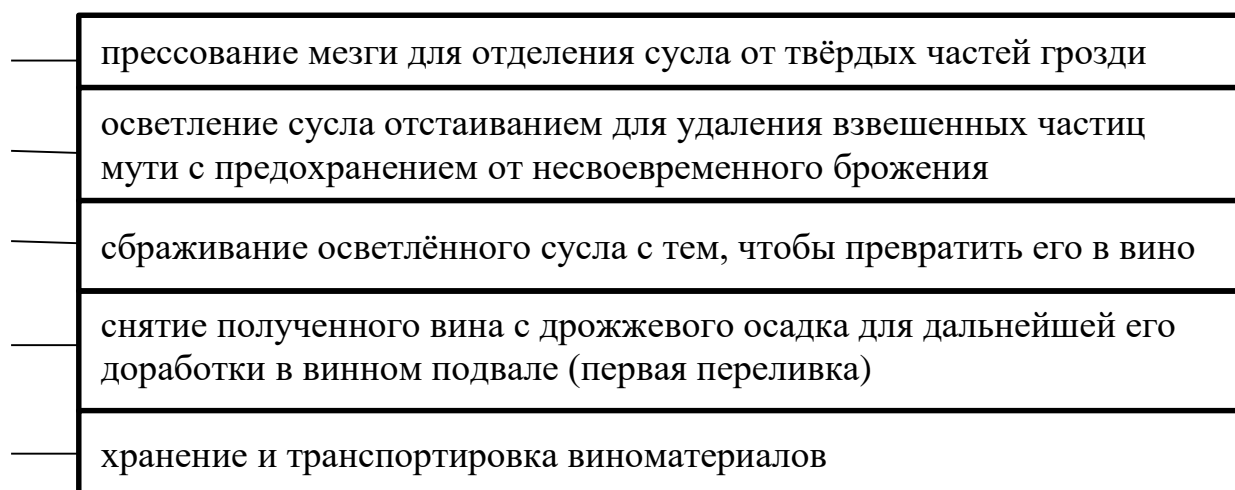 прессование мезги для отделения сусла от твёрдых частей грозди
осветление сусла отстаиванием для удаления взвешенных частиц
мути с предохранением от несвоевременного брожения
сбраживание осветлённого сусла с тем, чтобы превратить его в вино
снятие полученного вина с дрожжевого осадка для дальнейшей его
доработки в винном подвале (первая переливка)
хранение и транспортировка виноматериалов